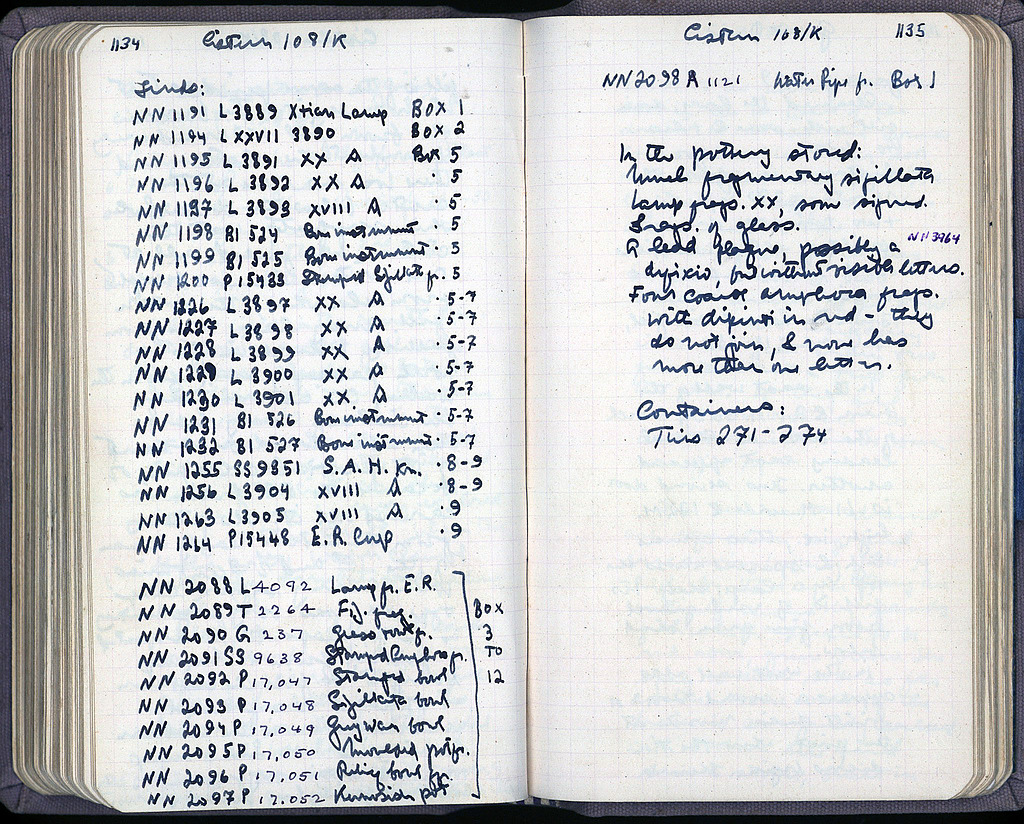 1134 Cistern 108/K
Finds:
NN 1191 L 3889 Xtian Lamp BOX 1
NN 1194 L XXVII 3890 BOX 2
NN 1195 L 3891 XX A Box 5
NN 1196 L 3892 XX A · 5
NN 1197 L 3893 XVIII A 5
NN 1198 BI 524 Bone instrument · 5
NN 1199 BI 525 Bone instrument · 5
NN 1200 P 15433 Stamped Sigillata fr. 5
NN 1226 L 3897 XX A · 5-7
NN 1227 L 3898 XX A · 5-7
NN 1228 L 3899 XX A · 5-7
NN 1229 L 3900 XX A · 5-7
NN 1230 L 3901 XX A · 5-7
NN 1231 BI 526 Bone instrument · 5-7
NN 1232 BI 527 Bone instrument · 5-7
NN 1255 SS 9351 S.A.H. Kn. · 8-9
NN 1256 L 3904 XVIII A · 8-9
NN 1263 L 3905 XVIII A · 9
NN 1264 P 15448 E.R. Cup · 9
NN 2088 L 4092 Lamp fr. E.R.
NN 2089 T 2264 Fig. frag.
NN 2090 G 237 Glass fr.
NN 2091 SS 9638 Stamped Amphora fr.
NN 2092 P 17,047 Stamped bowl
NN 2093 P 17,048 Sigillata bowl
NN 2094 P 17,049 Gray Ware bowl
NN 2095 P 17,050 Moulded pot fr.
NN 2096 P 17,051 bowl fr.
NN 2097 P 17,052 pot
BOX
3
TO
12
Cistern 108/K 1135
NN 2098 A 1121 Water Pipe fr. Box 1
In the pottery stored:
Much fragmentary sigillata
Lamp frags. XX, some signed.
Frags. of glass.
A lead plaque, possibly a NN 3964
difixio, but without visible letters.
Four coarse amphora frags.
with dipinti in red - they
do not join, & none has
more than one letter.
Containers:
Tins 271-274